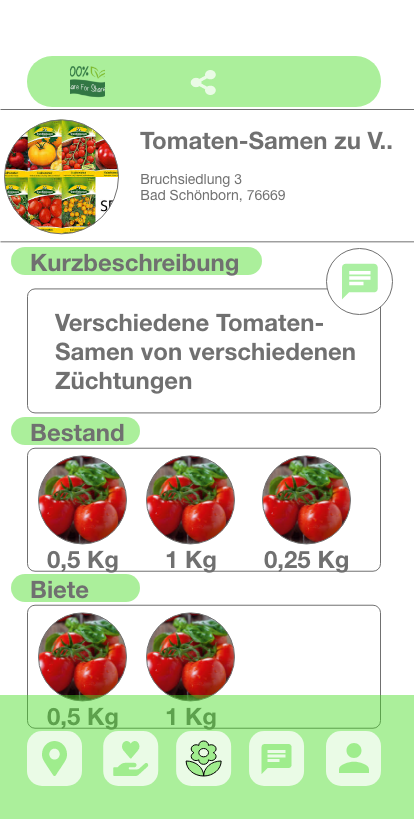 00%
are For Share
Tomaten-Samen zu V..
Bruchsiedlung 3
Bad Schönborn, 76669
Kurzbeschreibung
Verschiedene Tomaten-
Samen von verschiedenen
Züchtungen
Bestand
0,5 Kg 1 Kg 0,25 Kg
Biete
0,5 Kg 1 Kg